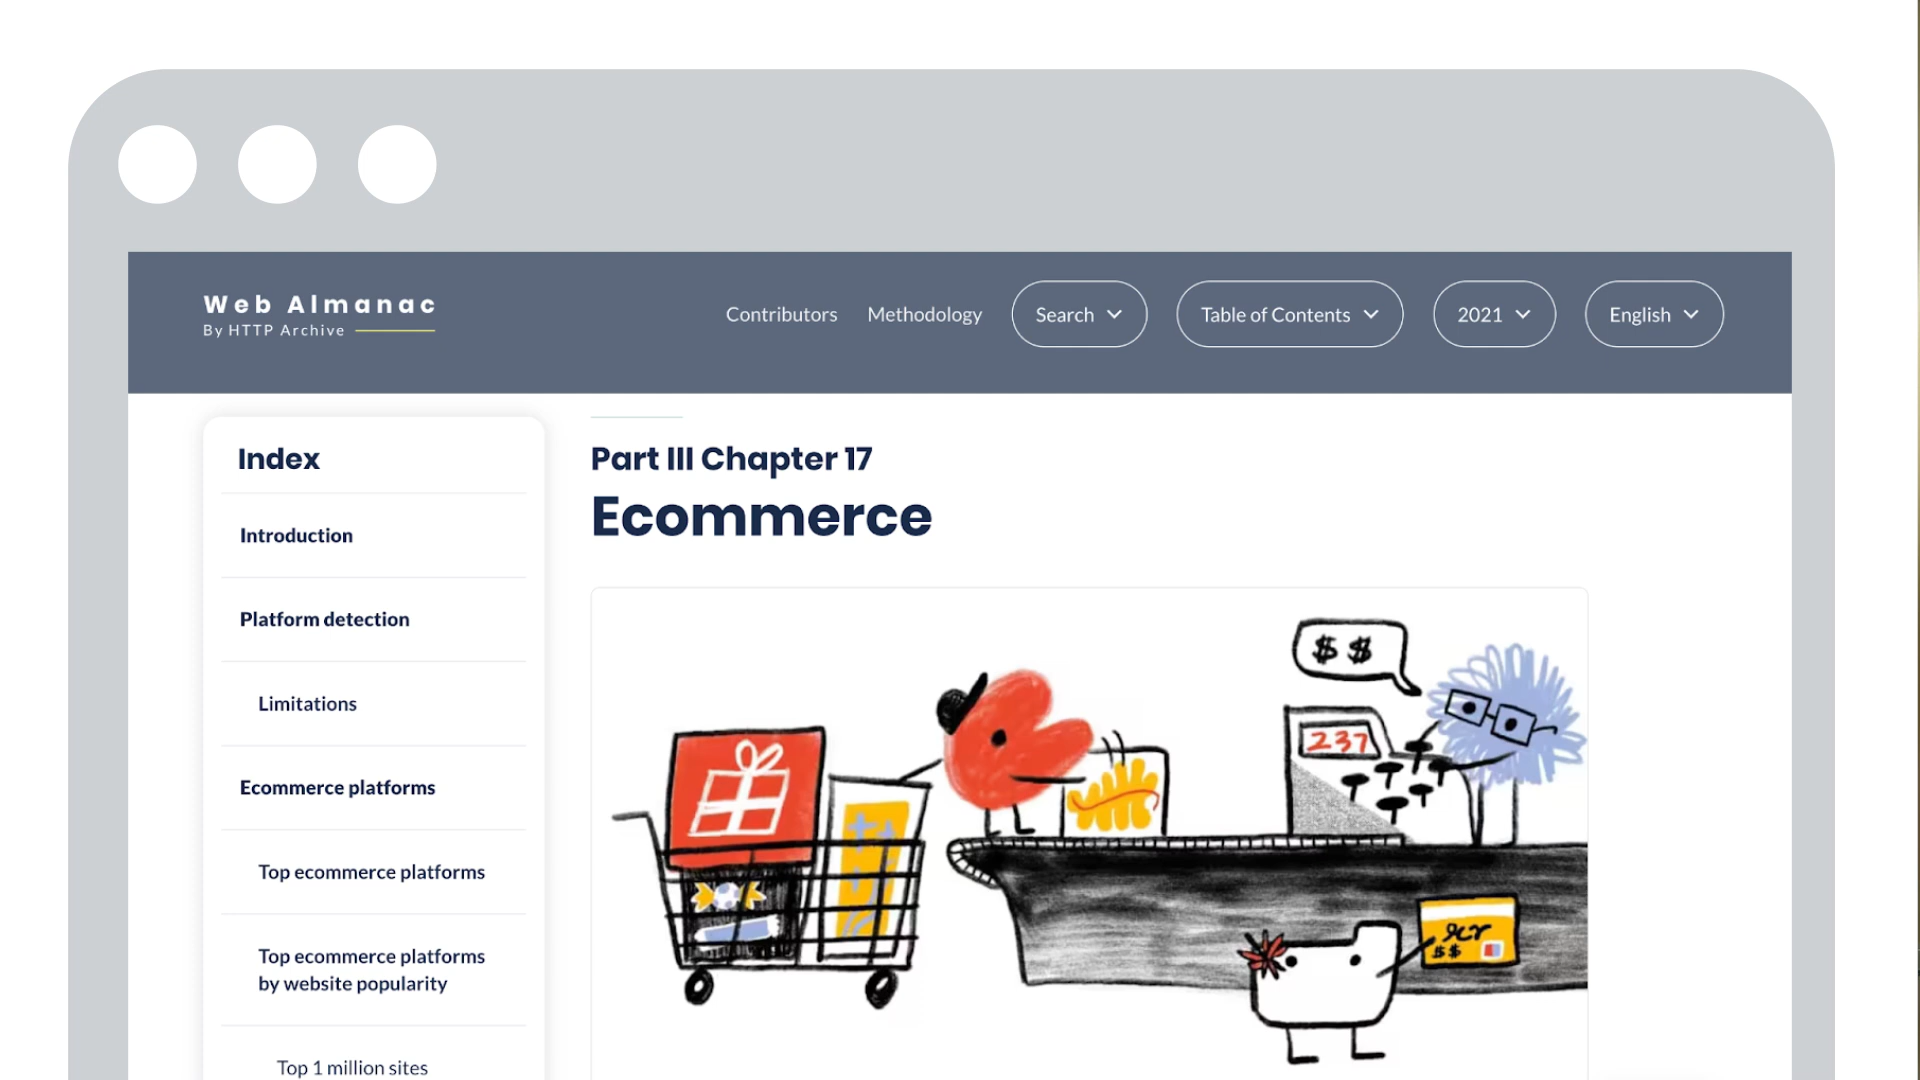 Web Almanac
By HTTP Archive
Contributors
Methodology
Search
Table of Contents
2021
English
Index
Introduction
Platform detection
Limitations
Ecommerce platforms
Top ecommerce platforms
Top ecommerce platforms
by website popularity
Top 1 million sites
Part III Chapter 17
Ecommerce
$ $
237
$$